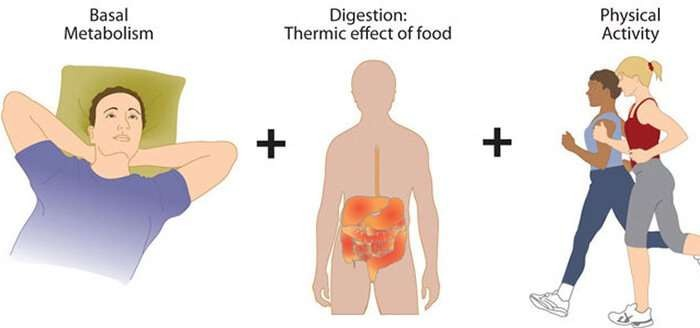 Basal
Metabolism
+
Digestion:
Thermic effect of food
+
Physical
Activity